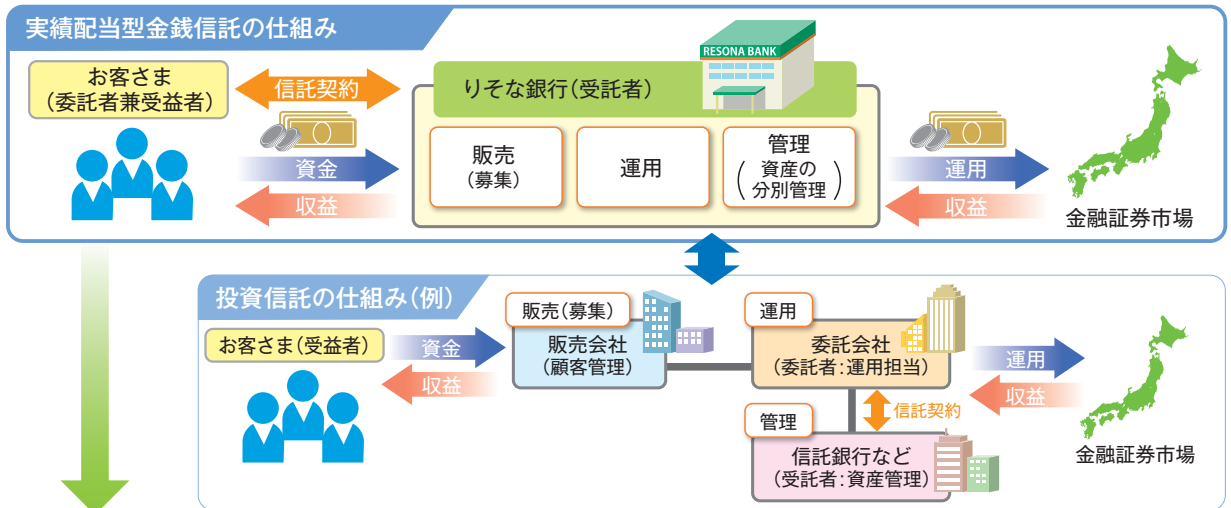 実績配当型金銭信託の仕組み
お客さま
（委託者兼受益者）
信託契約
資金
収益
RESONA BANK
りそな銀行（受託者）
販売
（募集）
運用
管理
（資産の
分別管理）
運用
収益
金融証券市場
投資信託の仕組み（例）
お客さま（受益者）
資金
収益
販売（募集）
販売会社
（顧客管理）
運用
委託会社
（委託者：運用担当）
信託契約
管理
信託銀行など
（受託者：資産管理）
運用
収益
金融証券市場